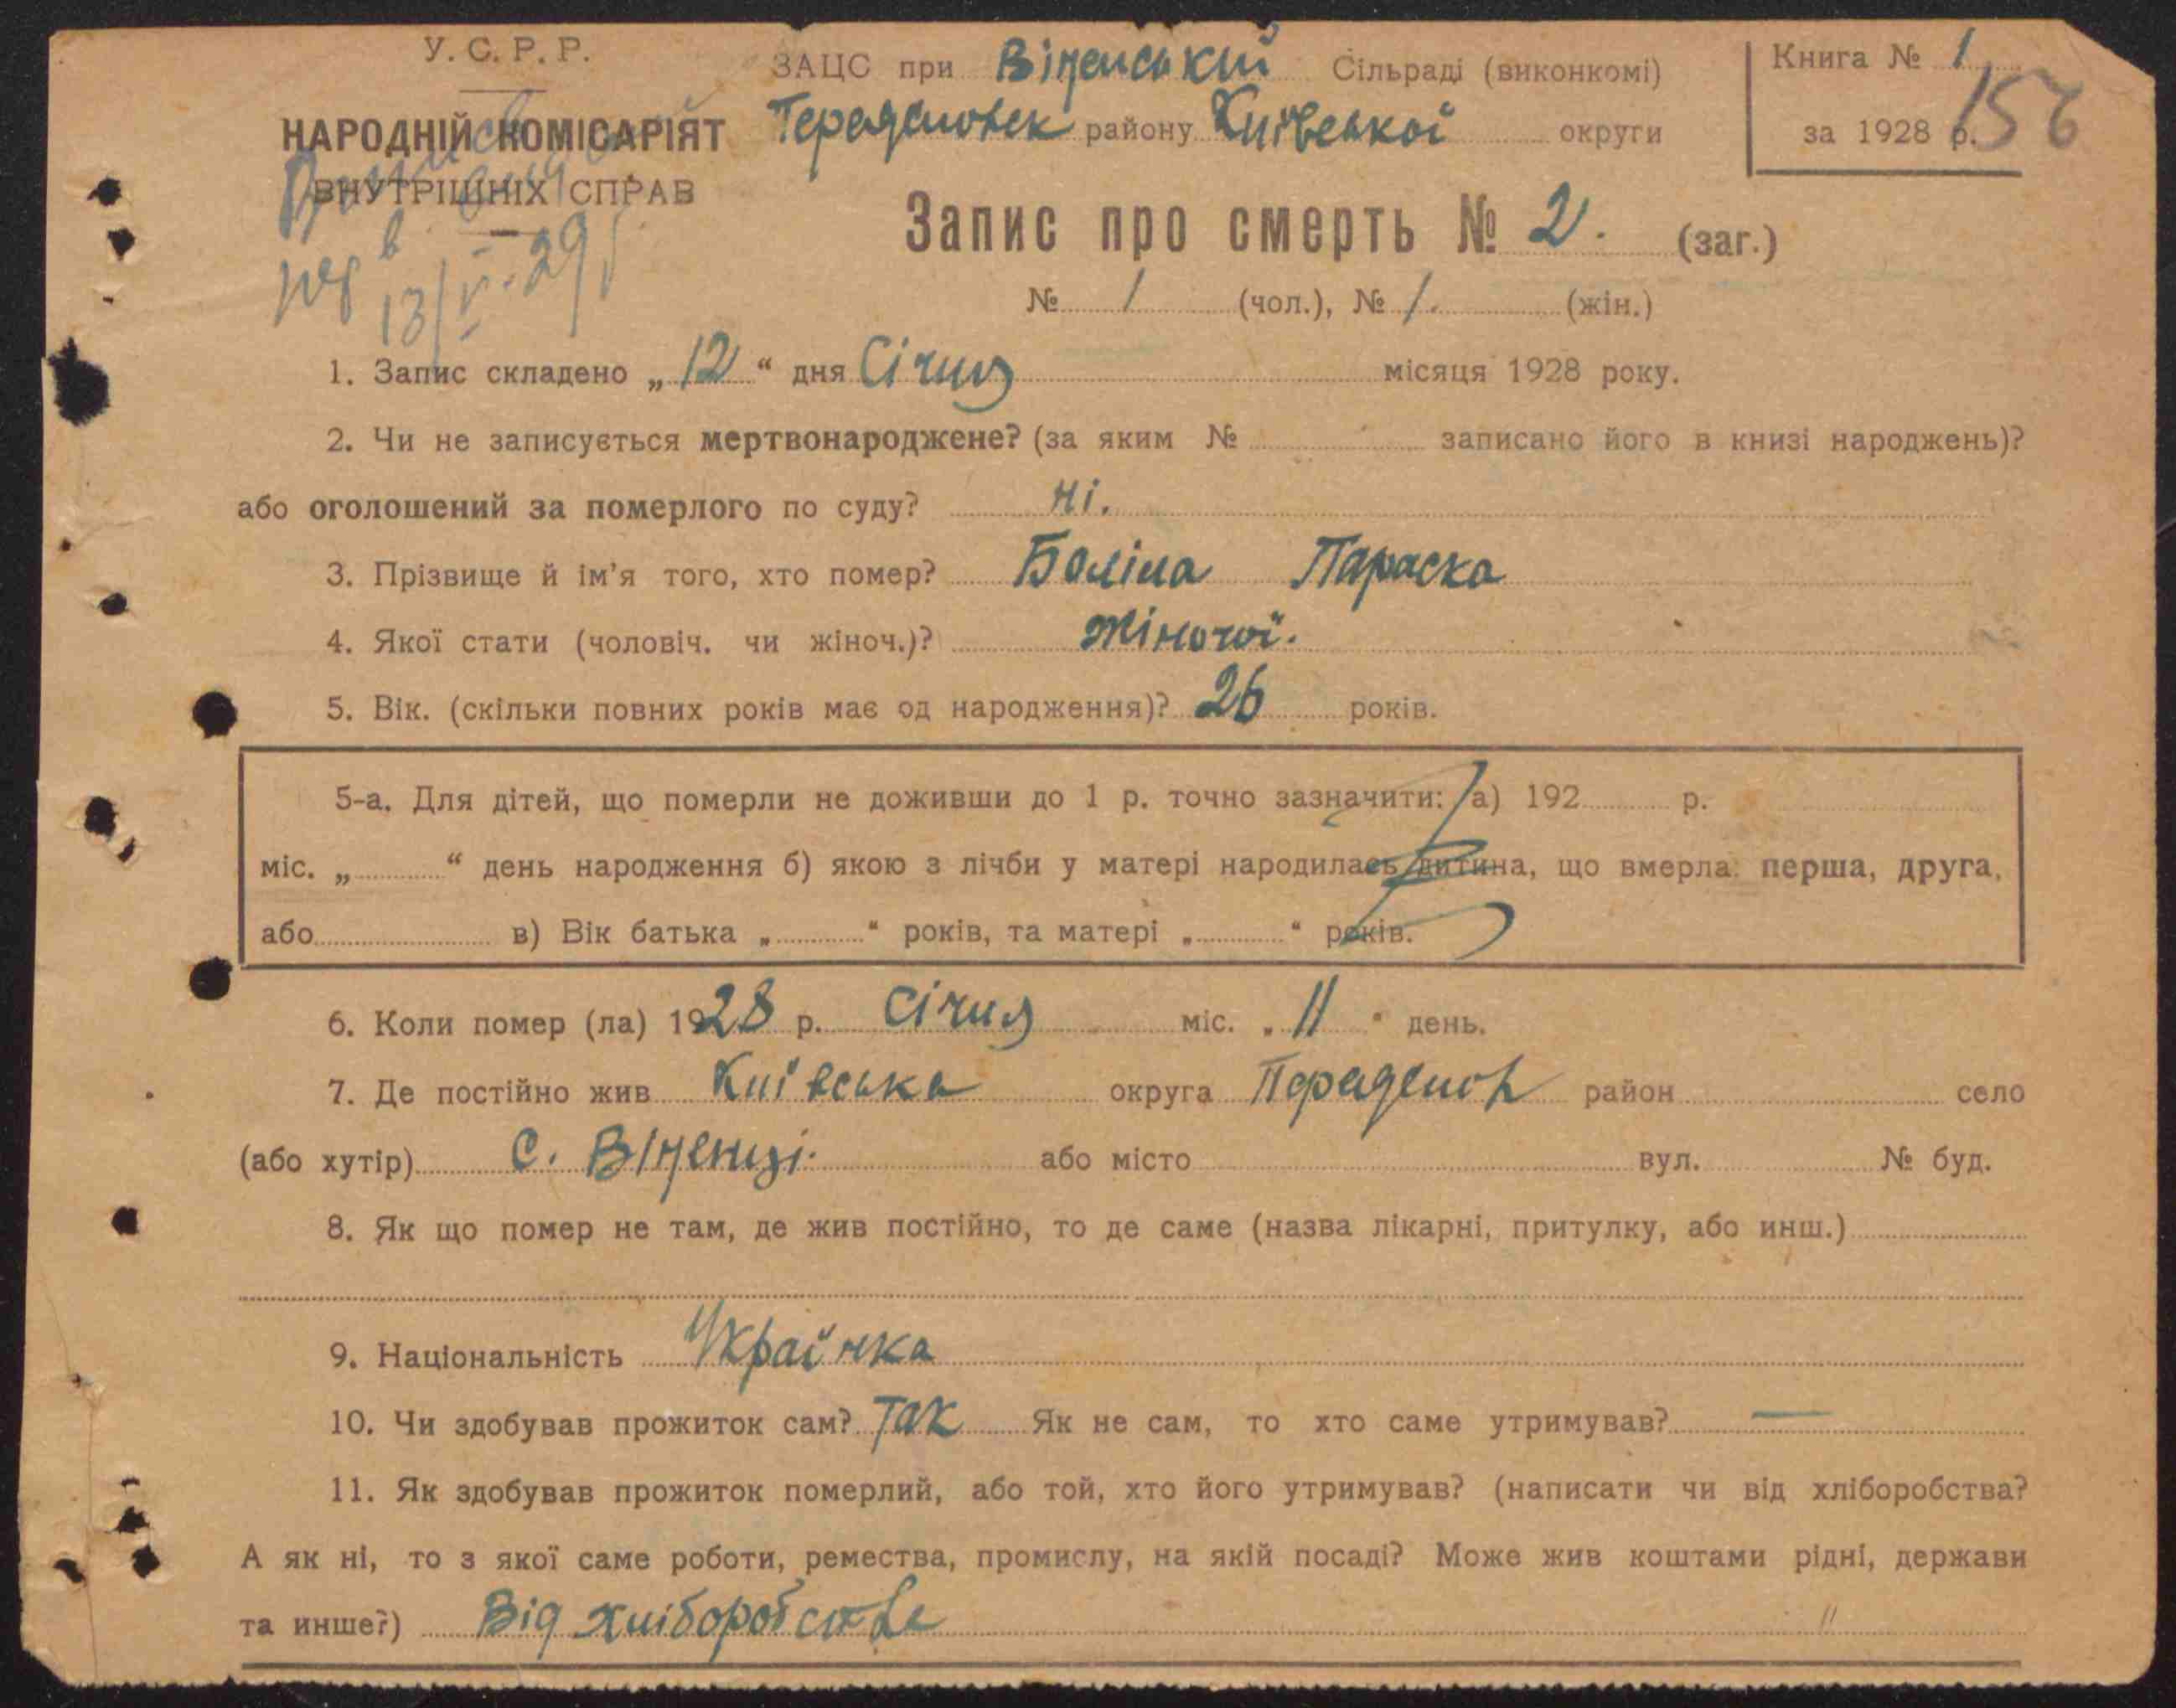 У.С.Р.Р.
НАРОДНІЙ КОМІСАРІЯТ
ВНУТРІШНІХ СПРАВ
13/V-29р
ЗАЦС при Віненській Сільраді (виконкомі)
району Київської округи
Книга № 1
за 1928 р.
156
Запис про смерть № 2. (заг.)
№ 1 (чол.), № 1. (жін.)
1. Запис складено „ 12 “ дня Січня місяця 1928 року.
2. Чи не записується мертвонароджене? (за яким № записано його в книзі народжень)?
або оголошений за померлого по суду? ні.
3. Прізвище й ім’я того, хто помер? Параска
4. Якої стати (чоловіч. чи жіноч.)? жіночої.
5. Вік. (скільки повних років має од народження)? 26 років.
5-а. Для дітей, що померли не доживши до 1 р. точно зазначити: а) 192 р.
міс. „ “ день народження б) якою з лічби у матері народилась дитина, що вмерла: перша, друга,
або в) Вік батька „ “ років, та матері „ “ років.
6. Коли помер (ла) 1928 р. Січня міс. „ 11 “ день.
7. Де постійно жив Київська округа район село
(або хутір) с. або місто вул. № буд.
8. Як що помер не там, де жив постійно, то де саме (назва лікарні, притулку, або инш.)
9. Національність Українка
10. Чи здобував прожиток сам? Так Як не сам, то хто саме утримував? —
11. Як здобував прожиток померлий, або той, хто його утримував? (написати чи від хліборобства?
А як ні, то з якої саме роботи, ремества, промислу, на якій посаді? Може жив коштами рідні, держави
та инше?) Від хліборобства